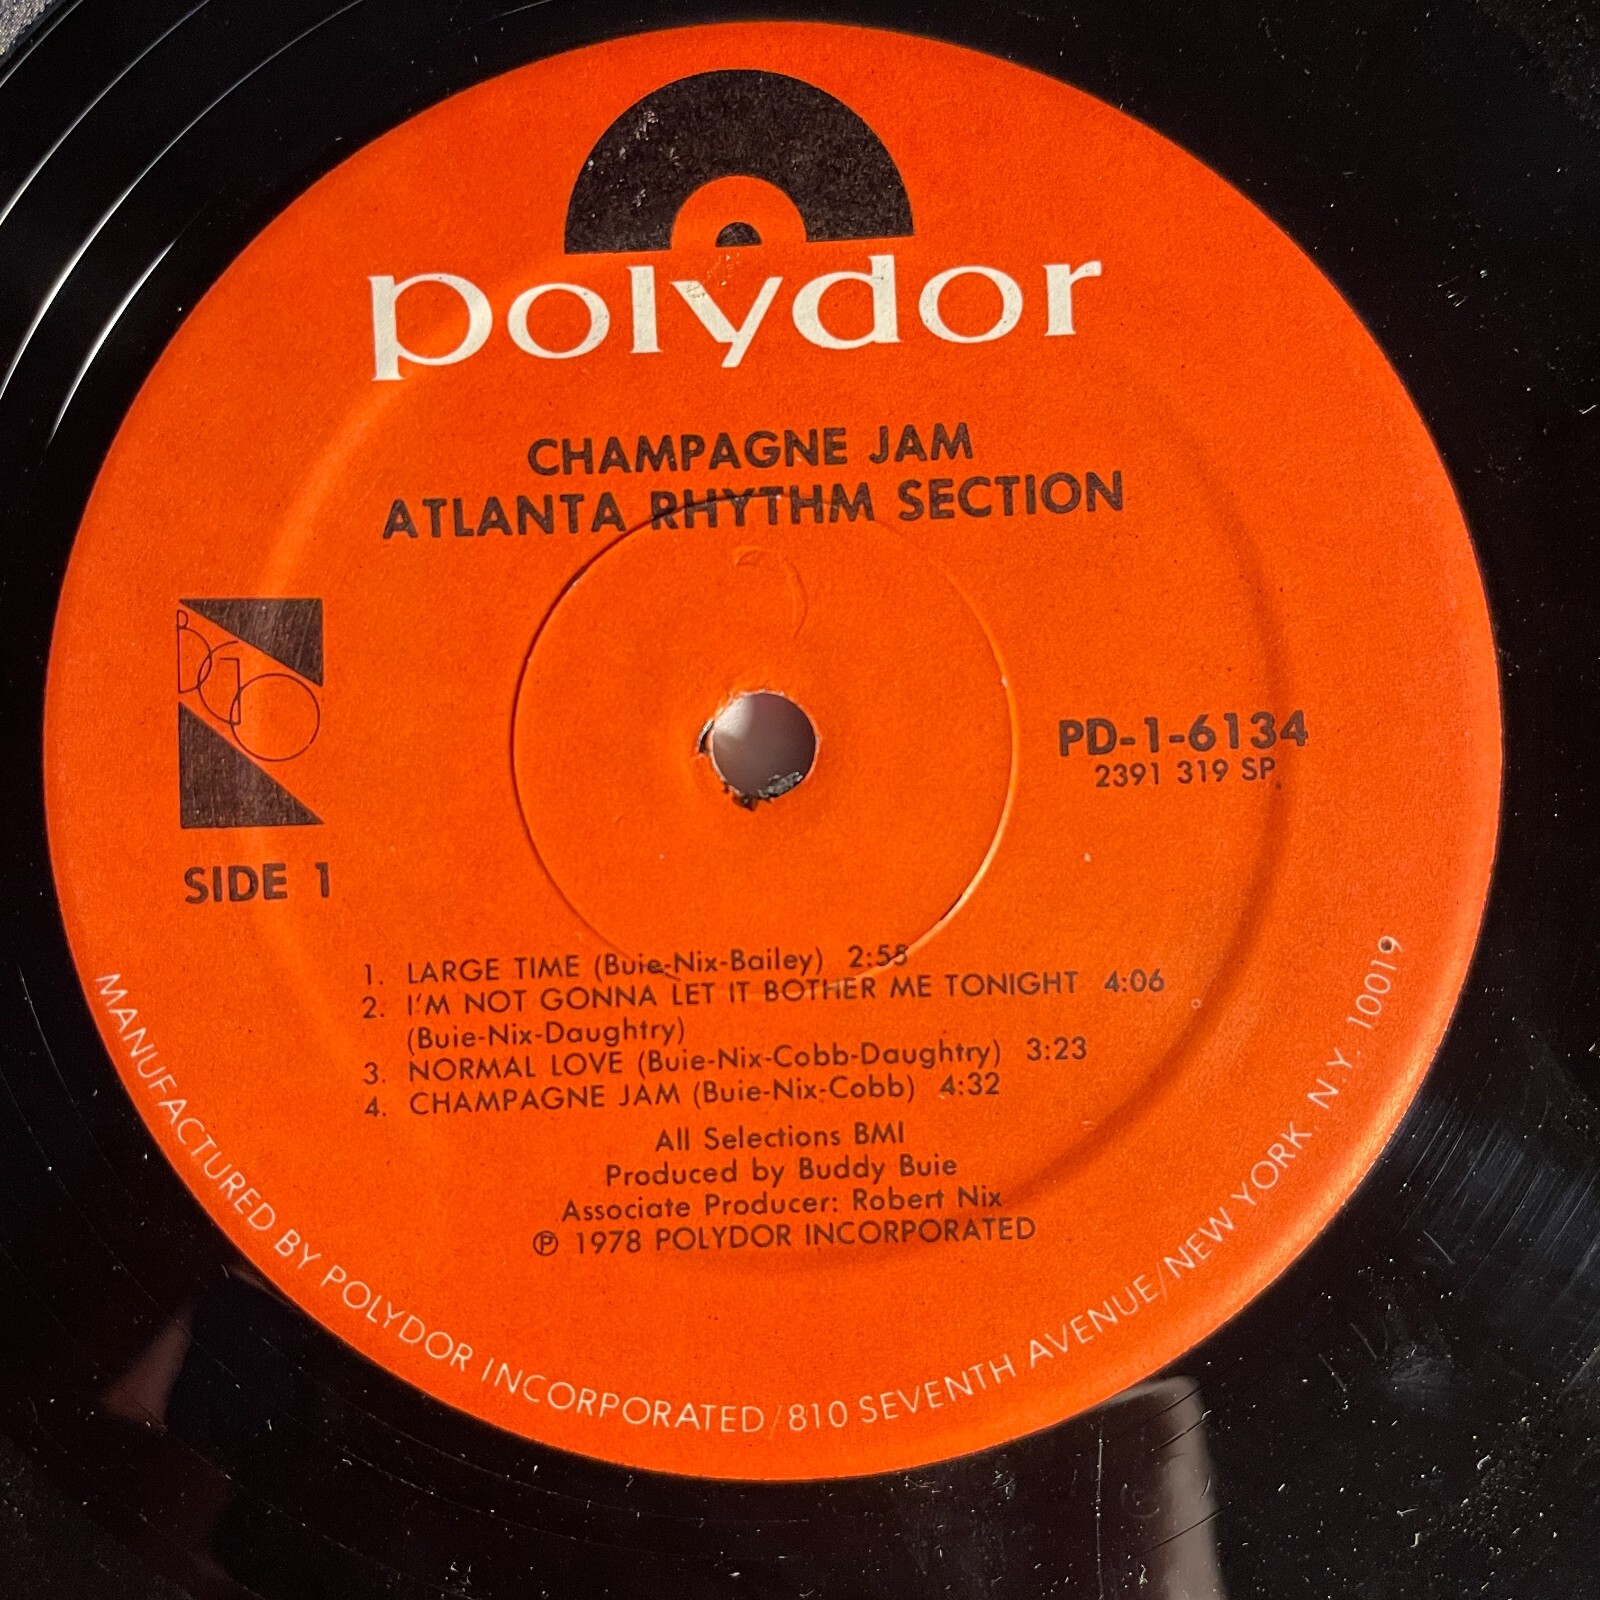 polydor
CHAMPAGNE JAM
ATLANTA RHYTHM SECTION
BGO
PD-1-6134
2391 319 SP
SIDE 1
1. LARGE TIME (Buie-Nix-Bailey) 2:58
2. I'M NOT GONNA LET IT BOTHER ME TONIGHT 4:06
(Buie-Nix-Daughtry)
3. NORMAL LOVE (Buie-Nix-Cobb-Daughtry) 3:23
4. CHAMPAGNE JAM (Buie-Nix-Cobb) 4:32
All Selections BMI
Produced by Buddy Buie
Associate Producer: Robert Nix
℗ 1978 POLYDOR INCORPORATED
MANUFACTURED BY POLYDOR INCORPORATED/810 SEVENTH AVENUE/NEW YORK, N.Y. 10019